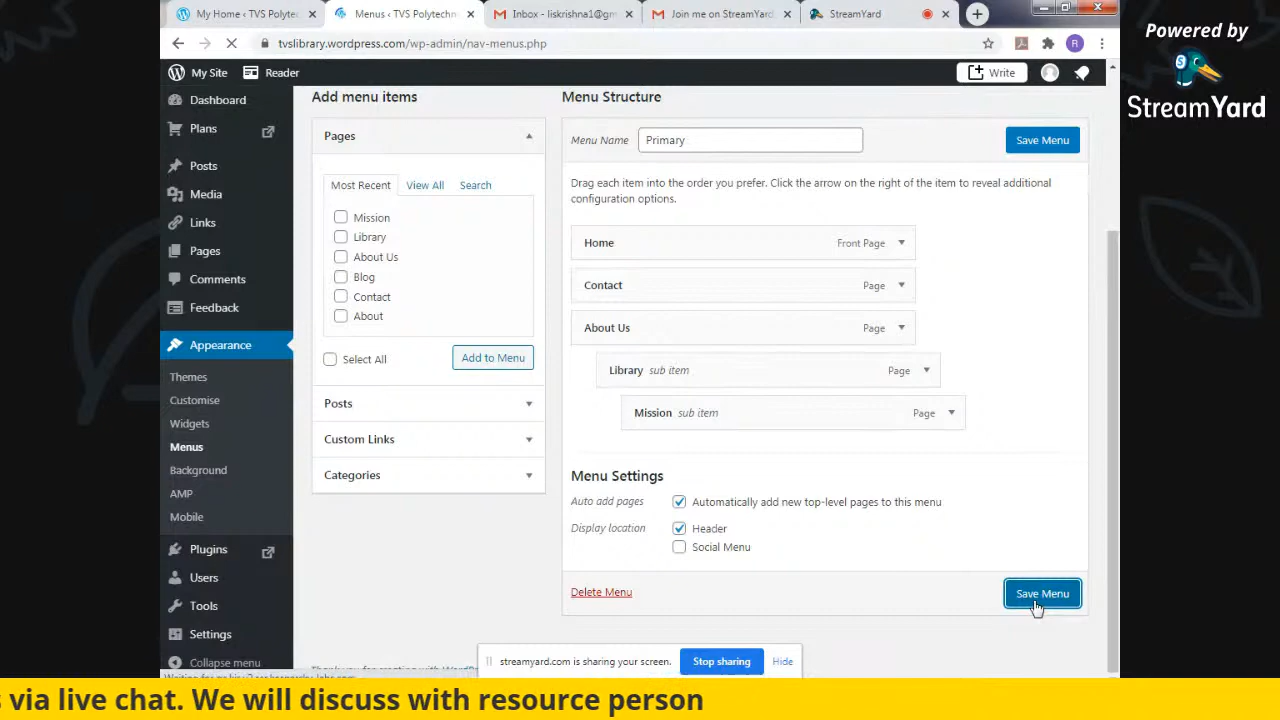 My Home ‹ TVS Polyte
Menus ‹ TVS Polytechn
Inbox - liskrishna1@gm
Join me on StreamYard
StreamYard
tvslibrary.wordpress.com/wp-admin/nav-menus.php
R
My Site
Reader
Write
Powered by
StreamYard
Dashboard
Plans
Posts
Media
Links
Pages
Comments
Feedback
Appearance
Themes
Customise
Widgets
Menus
Background
AMP
Mobile
Plugins
Users
Tools
Settings
Collapse menu
Add menu items
Pages
Most Recent
View All
Search
Mission
Library
About Us
Blog
Contact
About
Select All
Add to Menu
Posts
Custom Links
Categories
Menu Structure
Menu Name
Primary
Save Menu
Drag each item into the order you prefer. Click the arrow on the right of the item to reveal additional
configuration options.
Home Front Page
Contact Page
About Us Page
Library sub item Page
Mission sub item Page
Menu Settings
Auto add pages
Automatically add new top-level pages to this menu
Display location
Header
Social Menu
Delete Menu
Save Menu
streamyard.com is sharing your screen.
Stop sharing
Hide
s via live chat. We will discuss with resource person